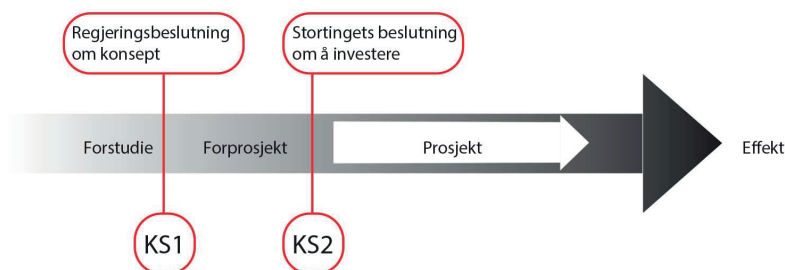 Regjeringsbeslutning
om konsept
Stortingets beslutning
om å investere
Forstudie
Forprosjekt
Prosjekt
Effekt
KS1
KS2